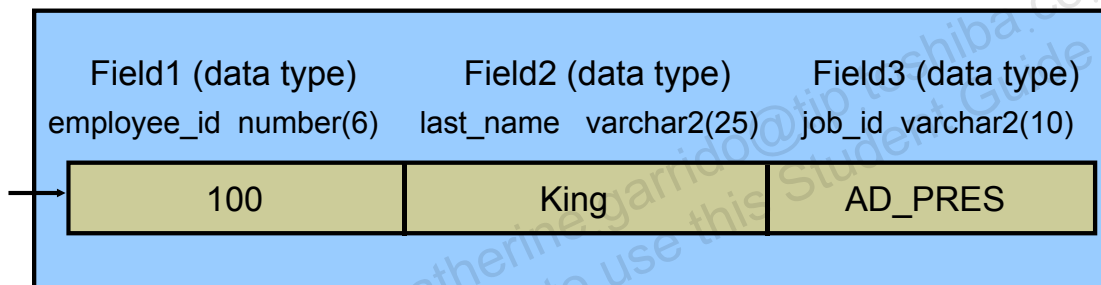 Field1 (data type) Field2 (data type) Field3 (data type)
employee_id number(6) last_name varchar2(25) job_id varchar2(10)
100 King AD_PRES